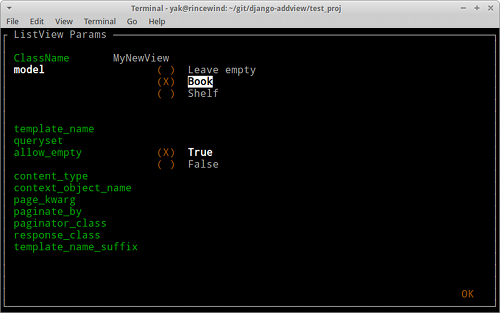 Terminal - yak@rincewind: ~/git/django-addview/test_proj
File Edit View Terminal Go Help
ListView Params
ClassName MyNewView
model ( ) Leave empty
(X) Book
( ) Shelf
template_name
queryset
allow_empty (X) True
( ) False
content_type
context_object_name
page_kwarg
paginate_by
paginator_class
response_class
template_name_suffix
OK